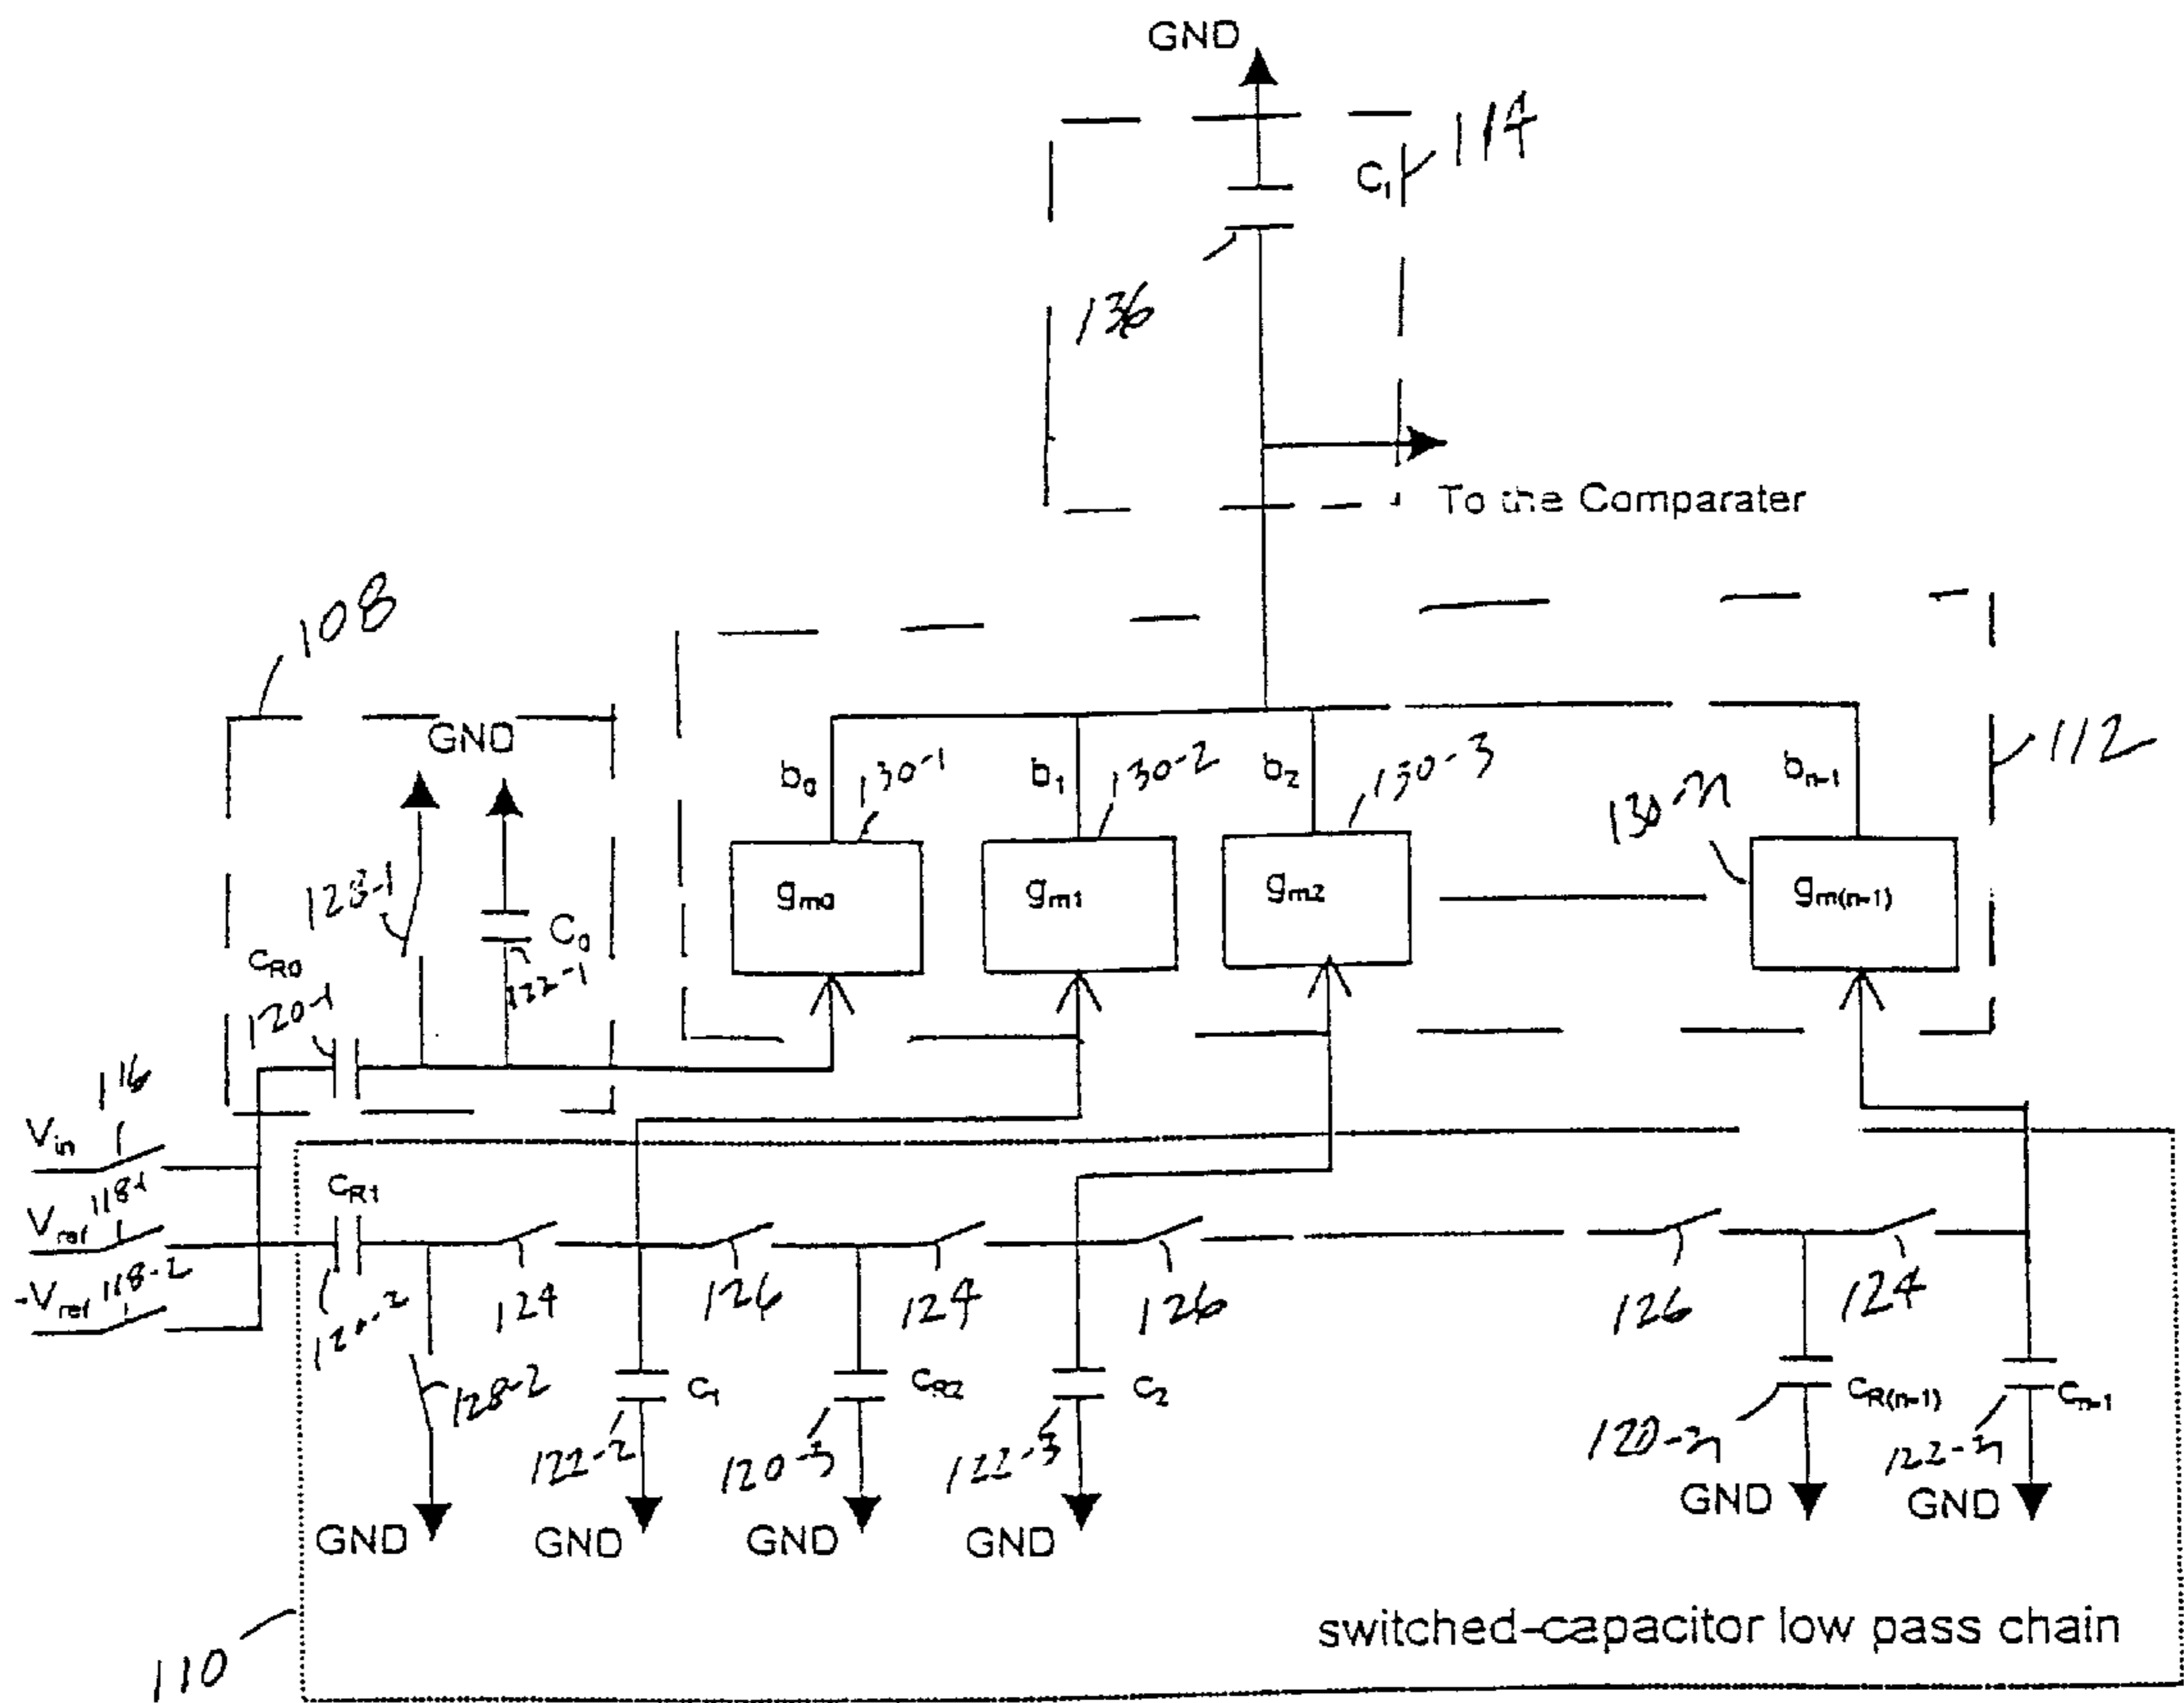 GND
C₁ 114
136
To the Comparater
108
GND
b₀ 130-1 b₁ 130-2 b₂ 130-3 bₙ₋₁ 112
130-n
128-1
C₀
122-1
gm0 gm1 gm2 gm(n-1)
CR0
120-1
116
Vin
118-1
Vref
118-2
-Vref
CR1
120-2
124 126 124 126 126 124
128-2
C₁
122-2
CR2
120-3
C₂
122-3
CR(n-1)
120-n
Cn-1
122-n
GND GND GND GND GND GND
switched-capacitor low pass chain
110